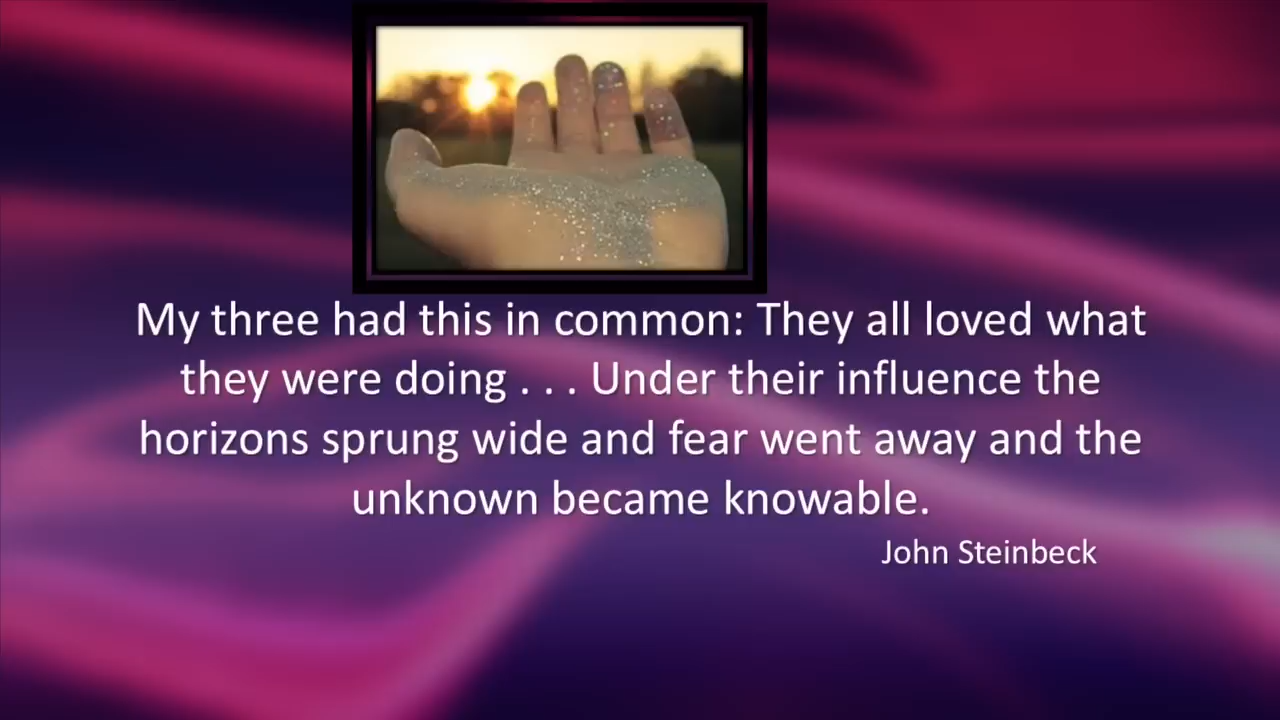 My three had this in common: They all loved what
they were doing . . . Under their influence the
horizons sprung wide and fear went away and the
unknown became knowable.
John Steinbeck